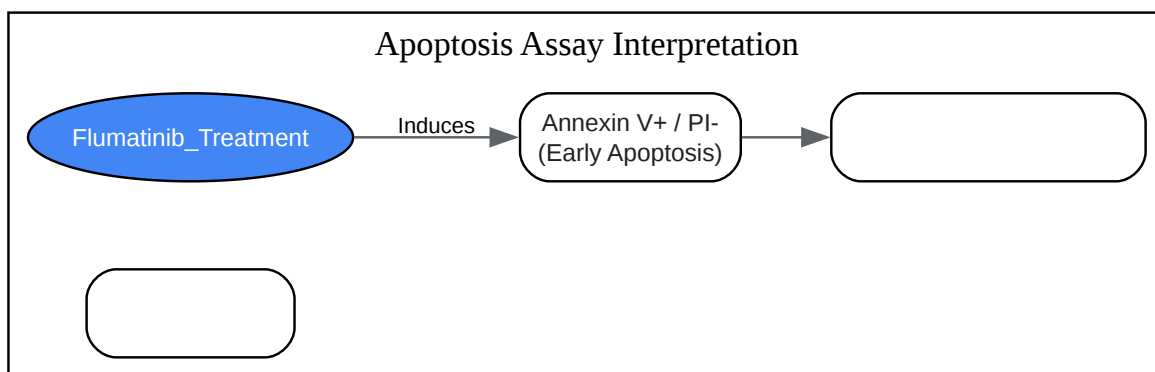 Apoptosis Assay Interpretation
Flumatinib_Treatment
Induces
Annexin V+ / PI-
(Early Apoptosis)